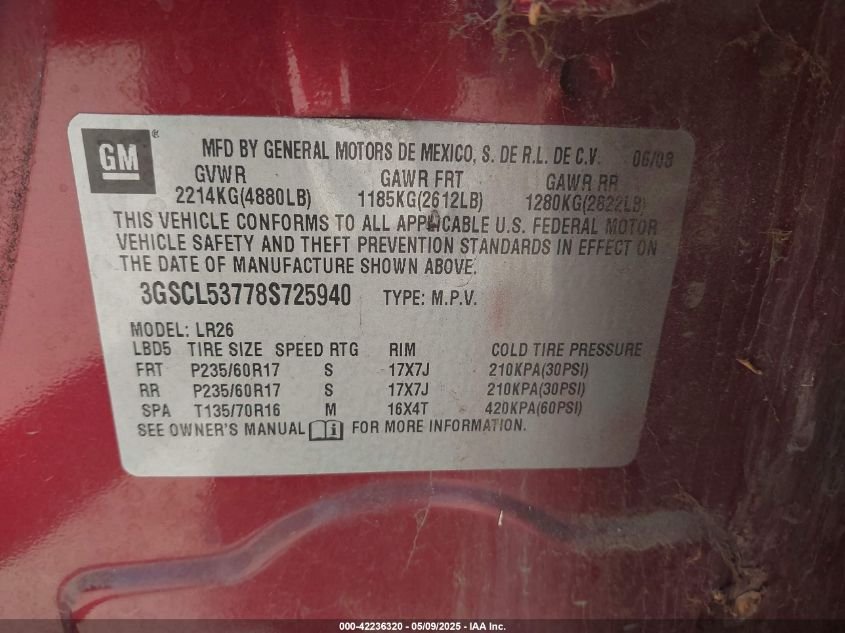 GM ®
MFD BY GENERAL MOTORS DE MEXICO, S. DE R.L. DE C.V. 06/08
GVWR GAWR FRT GAWR RR
2214KG(4880LB) 1185KG(2612LB) 1280KG(2822LB)
THIS VEHICLE CONFORMS TO ALL APPLICABLE U.S. FEDERAL MOTOR
VEHICLE SAFETY AND THEFT PREVENTION STANDARDS IN EFFECT ON
THE DATE OF MANUFACTURE SHOWN ABOVE.
3GSCL53778S725940 TYPE: M.P.V.
MODEL: LR26
LBD5 TIRE SIZE SPEED RTG RIM COLD TIRE PRESSURE
FRT P235/60R17 S 17X7J 210KPA(30PSI)
RR P235/60R17 S 17X7J 210KPA(30PSI)
SPA T135/70R16 M 16X4T 420KPA(60PSI)
SEE OWNER'S MANUAL i FOR MORE INFORMATION.
000-42236320 - 05/09/2025 - IAA Inc.